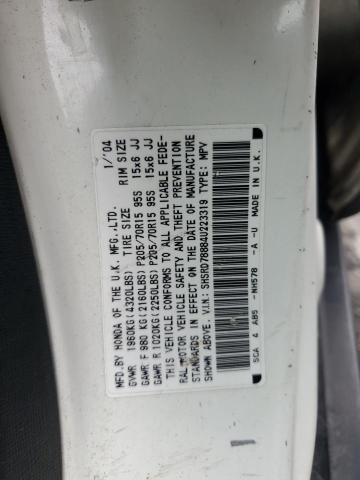 MFD.BY HONDA OF THE U.K. MFG.,LTD. 1/'04
GVWR 1960KG(4320LBS) TIRE SIZE RIM SIZE
GAWR F 980 KG(2160LBS) P205/70R15 95S 15x6 JJ
GAWR R 1020KG(2250LBS) P205/70R15 95S 15x6 JJ
THIS VEHICLE CONFORMS TO ALL APPLICABLE FEDE-
RAL MOTOR VEHICLE SAFETY AND THEFT PREVENTION
STANDARDS IN EFFECT ON THE DATE OF MANUFACTURE
SHOWN ABOVE. V.I.N.: SHSRD78884U223319 TYPE: MPV
SCA 4 ABS -NH578 -A -U MADE IN U.K.